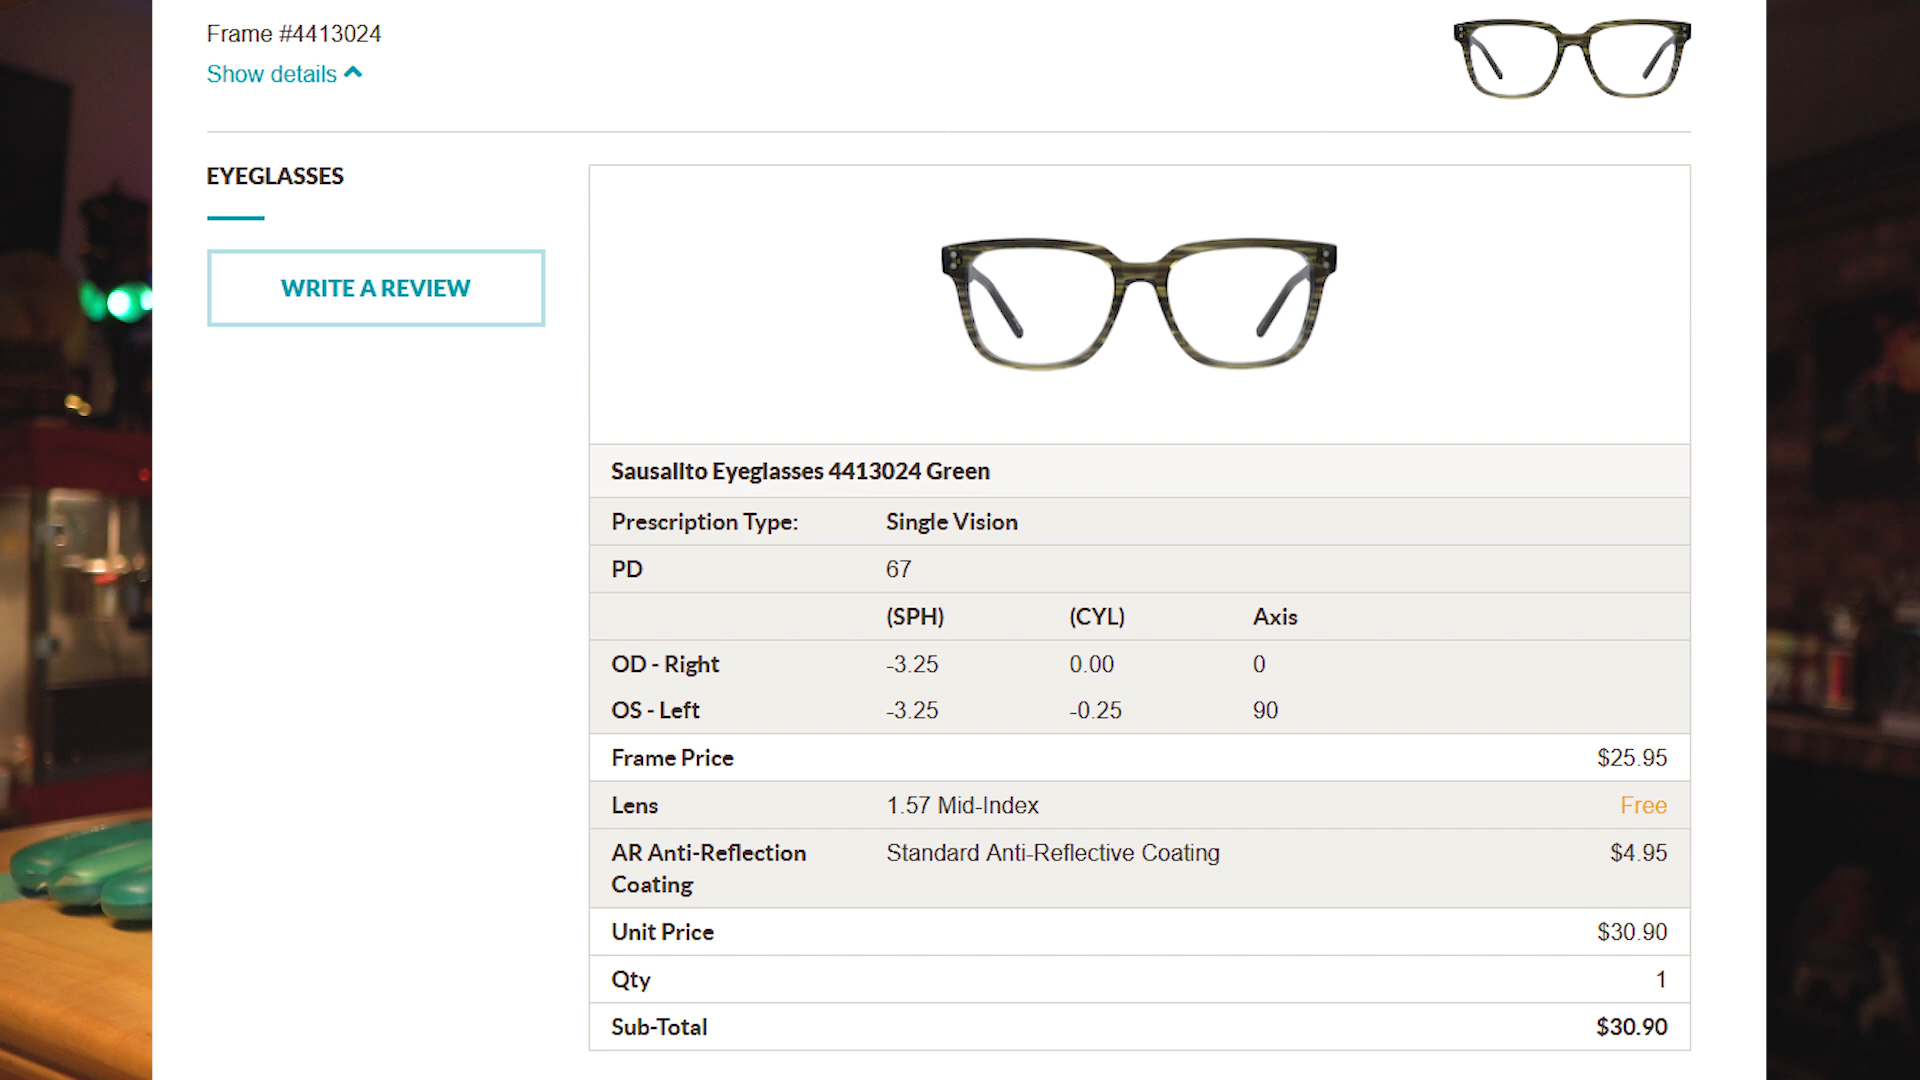 Frame #4413024
Show details
EYEGLASSES
WRITE A REVIEW
Sausalito Eyeglasses 4413024 Green
Prescription Type: Single Vision
PD 67
(SPH) (CYL) Axis
OD - Right -3.25 0.00 0
OS - Left -3.25 -0.25 90
Frame Price $25.95
Lens 1.57 Mid-Index Free
AR Anti-Reflection Standard Anti-Reflective Coating $4.95
Coating
Unit Price $30.90
Qty 1
Sub-Total $30.90